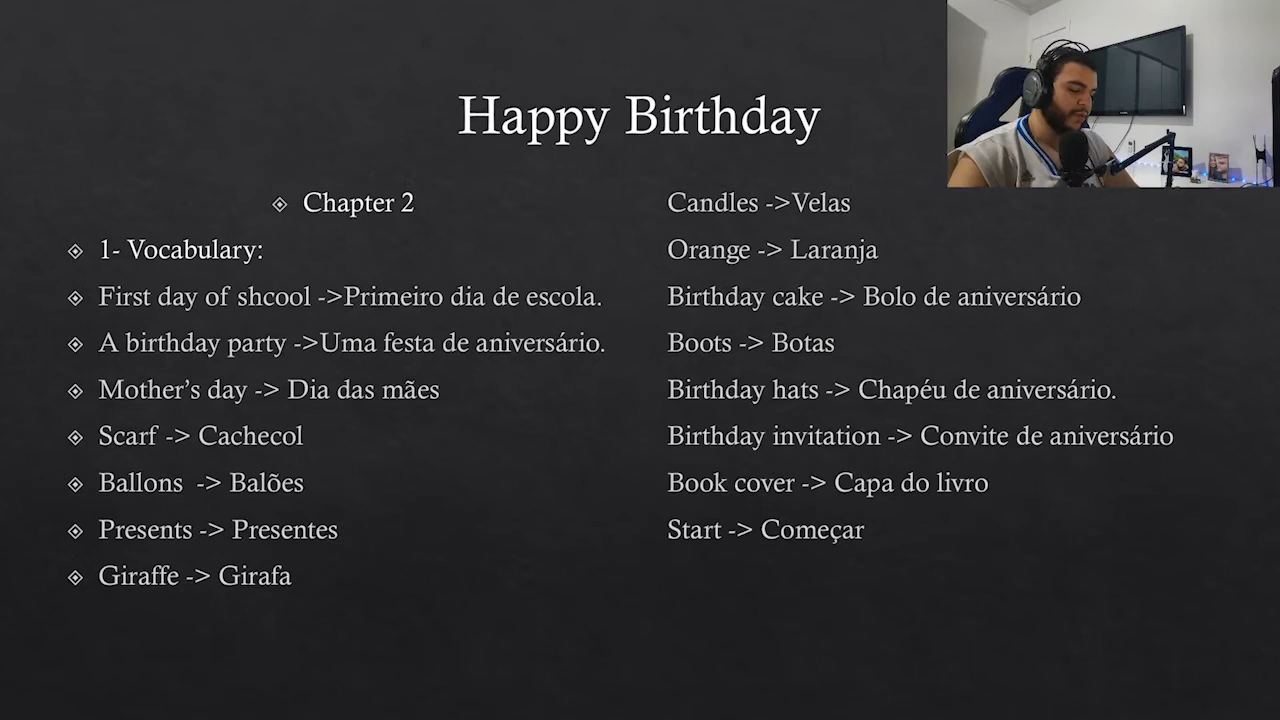 Happy Birthday
Chapter 2
1- Vocabulary:
First day of shcool ->Primeiro dia de escola.
A birthday party ->Uma festa de aniversário.
Mother’s day -> Dia das mães
Scarf -> Cachecol
Ballons -> Balões
Presents -> Presentes
Giraffe -> Girafa
Candles ->Velas
Orange -> Laranja
Birthday cake -> Bolo de aniversário
Boots -> Botas
Birthday hats -> Chapéu de aniversário.
Birthday invitation -> Convite de aniversário
Book cover -> Capa do livro
Start -> Começar